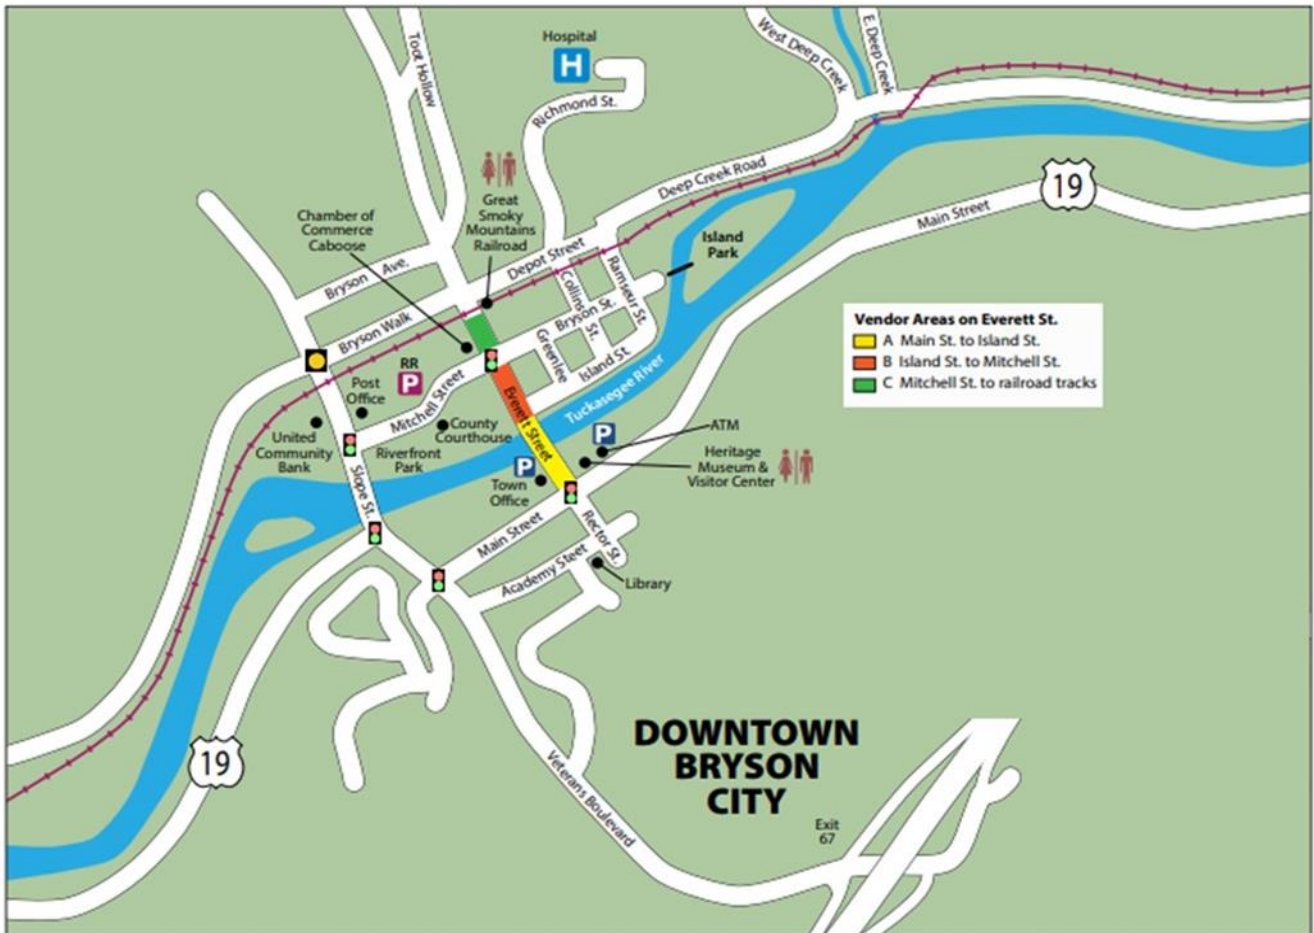 Hospital
H
Richmond St.
Toot Hollow
West Deep Creek
E. Deep Creek
Great
Smoky
Mountains
Railroad
Chamber of
Commerce
Caboose
Deep Creek Road
Main Street
19
Island
Park
Bryson Ave.
Depot Street
Collins St.
Ramseur St.
Bryson St.
Bryson Walk
Greenlee
Island St
RR
P
Post
Office
Mitchell Street
Everett Street
Tuckasegee River
County
Courthouse
United
Community
Bank
Riverfront
Park
P
ATM
Heritage
Museum &
Visitor Center
P
Town
Office
Slope St.
Main Street
Rector St.
Academy Steet
Library
Vendor Areas on Everett St.
A Main St. to Island St.
B Island St. to Mitchell St.
C Mitchell St. to railroad tracks
19
Veterans Boulevard
DOWNTOWN
BRYSON
CITY
Exit
67